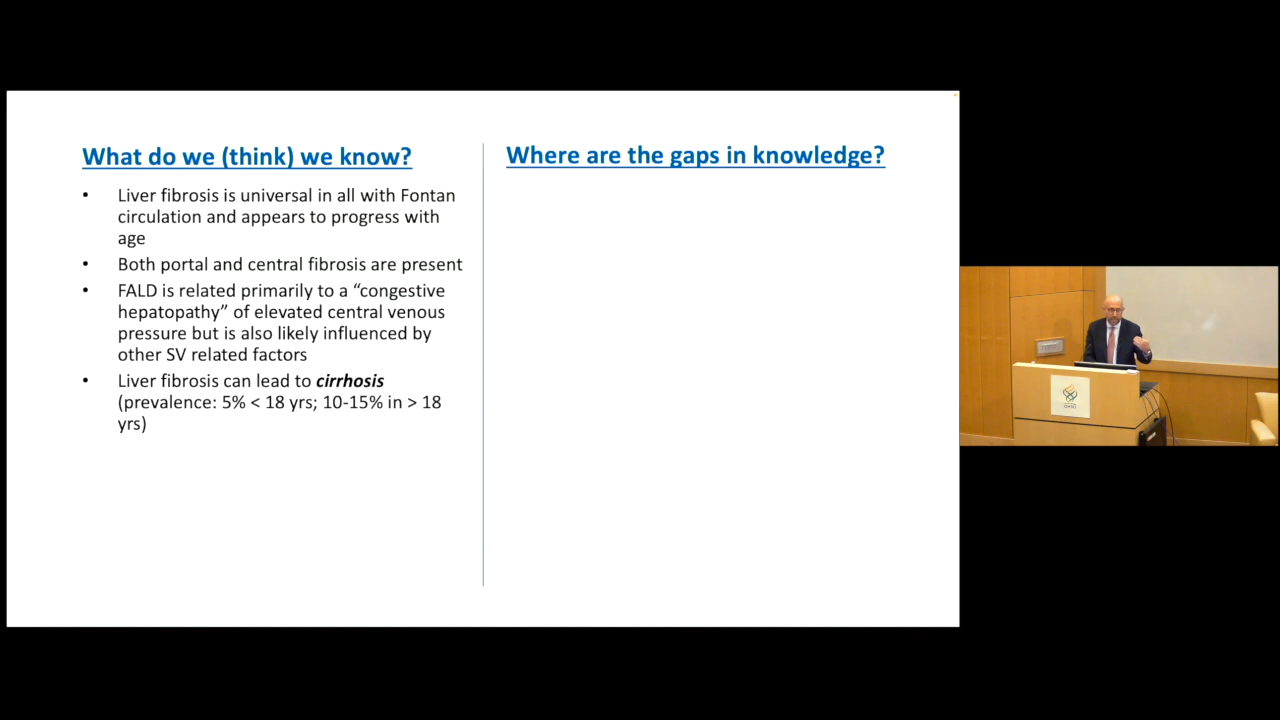 What do we (think) we know?
• Liver fibrosis is universal in all with Fontan
circulation and appears to progress with
age
• Both portal and central fibrosis are present
• FALD is related primarily to a “congestive
hepatopathy” of elevated central venous
pressure but is also likely influenced by
other SV related factors
• Liver fibrosis can lead to cirrhosis
(prevalence: 5% < 18 yrs; 10-15% in > 18
yrs)
Where are the gaps in knowledge?